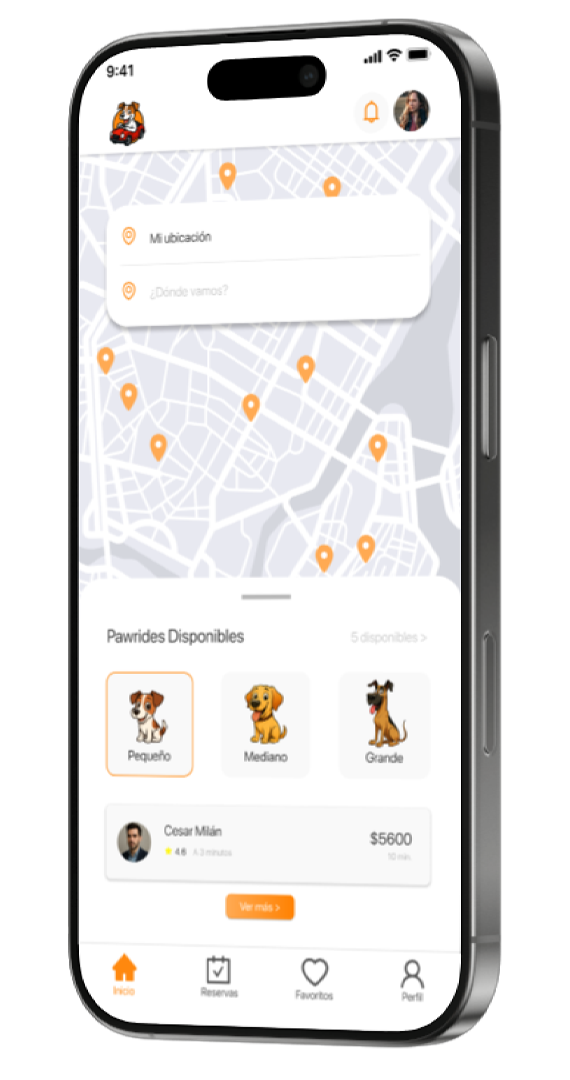 9:41
Mi ubicación
¿Dónde vamos?
Pawrides Disponibles
5 disponibles >
Pequeño
Mediano
Grande
Cesar Milán
$5600
4.6 A 3 minutos
10 min.
Ver más >
Inicio
Reservas
Favoritos
Perfil